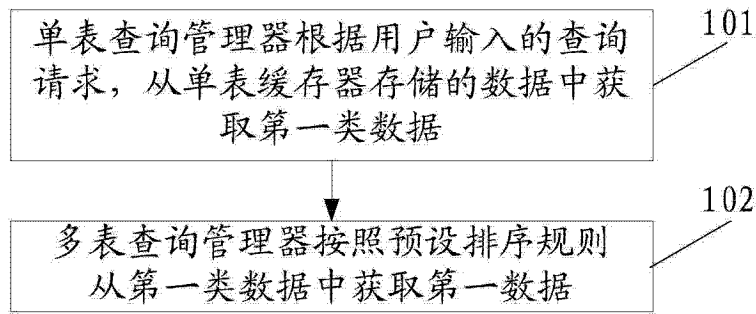 单表查询管理器根据用户输入的查询
请求，从单表缓存器存储的数据中获
取第一类数据
101
多表查询管理器按照预设排序规则
从第一类数据中获取第一数据
102